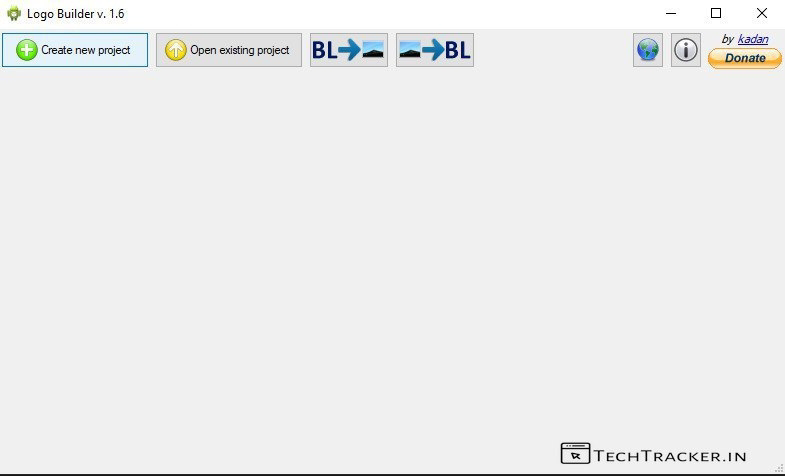 Logo Builder v. 1.6
Create new project
Open existing project
BL
BL
by kadan
Donate
TECHTRACKER.IN